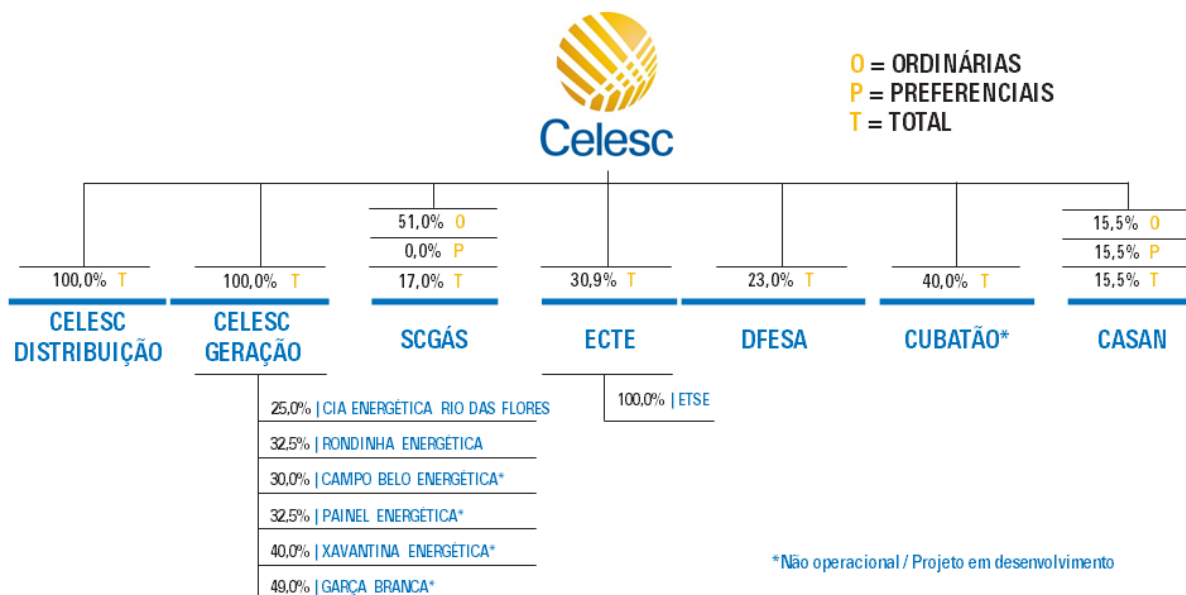 Celesc
O = ORDINÁRIAS
P = PREFERENCIAIS
T = TOTAL
100,0% T
CELESC
DISTRIBUIÇÃO
100,0% T
CELESC
GERAÇÃO
25,0% | CIA ENERGÉTICA RIO DAS FLORES
32,5% | RONDINHA ENERGÉTICA
30,0% | CAMPO BELO ENERGÉTICA*
32,5% | PAINEL ENERGÉTICA*
40,0% | XAVANTINA ENERGÉTICA*
49,0% | GARÇA BRANCA*
51,0% O
0,0% P
17,0% T
SCGÁS
30,9% T
ECTE
100,0% | ETSE
23,0% T
DFESA
40,0% T
CUBATÃO*
15,5% O
15,5% P
15,5% T
CASAN
*Não operacional / Projeto em desenvolvimento